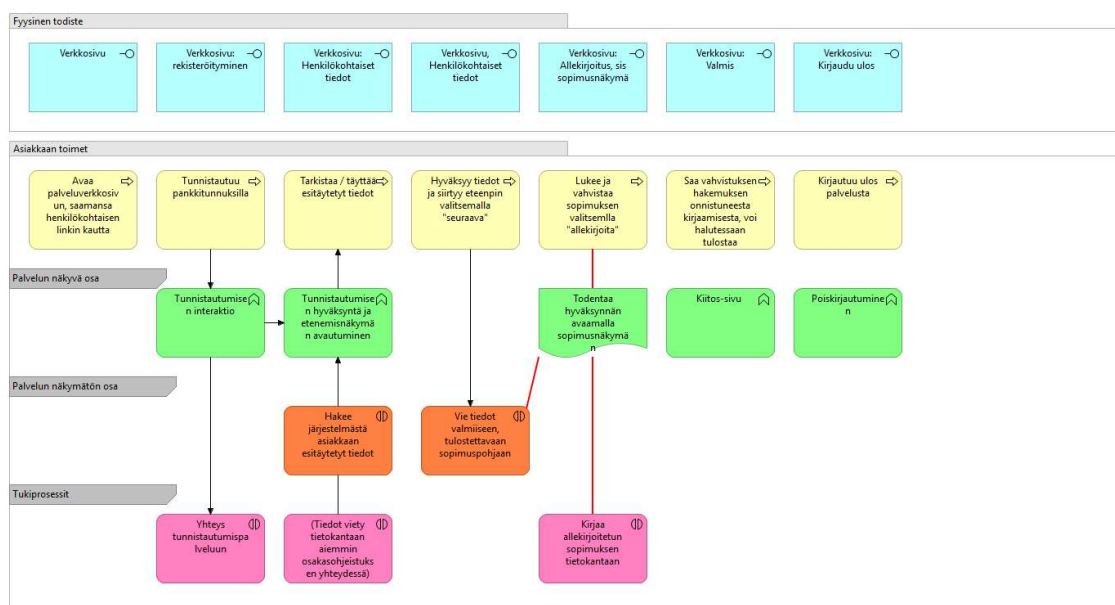 Fyysinen todiste
Verkkosivu
Verkkosivu:
rekisteröityminen
Verkkosivu:
Henkilökohtaiset
tiedot
Verkkosivu,
Henkilökohtaiset
tiedot
Verkkosivu:
Allekirjoitus, sis
sopimusnäkymä
Verkkosivu:
Valmis
Verkkosivu:
Kirjaudu ulos
Asiakkaan toimet
Avaa
palveluverkkosiv
un, saamansa
henkilökohtaisen
linkin kautta
Tunnistautuu
pankkitunnuksilla
Tarkistaa / täyttää
esitäytetyt tiedot
Hyväksyy tiedot
ja siirtyy eteenpin
valitsemalla
"seuraava"
Lukee ja
vahvistaa
sopimuksen
valitsemlla
"allekirjoita"
Saa vahvistuksen
hakemuksen
onnistuneesta
kirjaamisesta, voi
halutessaan
tulostaa
Kirjautuu ulos
palvelusta
Palvelun näkyvä osa
Tunnistautumise
n interaktio
Tunnistautumise
n hyväksyntä ja
etenemisnäkymä
n avautuminen
Todentaa
hyväksynnän
avaamalla
sopimusnäkymä
n
Kiitos-sivu
Poiskirjautumine
n
Palvelun näkymätön osa
Hakee
järjestelmästä
asiakkaan
esitäytetyt tiedot
Vie tiedot
valmiiseen,
tulostettavaan
sopimuspohjaan
Tukiprosessit
Yhteys
tunnistautumispa
lveluun
(Tiedot viety
tietokantaan
aiemmin
osakasohjeistuks
en yhteydessä)
Kirjaa
allekirjoitetun
sopimuksen
tietokantaan